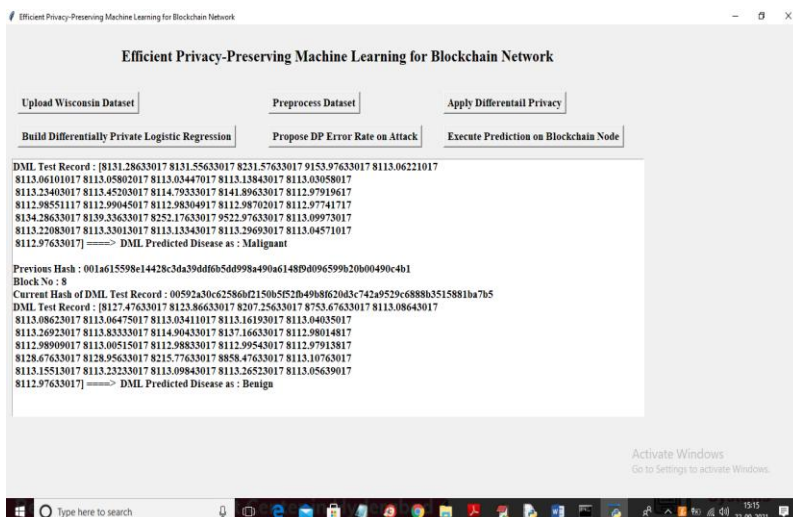 Efficient Privacy-Preserving Machine Learning for Blockchain Network
Efficient Privacy-Preserving Machine Learning for Blockchain Network
Upload Wisconsin Dataset
Preprocess Dataset
Apply Differentail Privacy
Build Differentially Private Logistic Regression
Propose DP Error Rate on Attack
Execute Prediction on Blockchain Node
DML Test Record : [8131.28633017 8131.55633017 8231.57633017 9153.97633017 8113.06221017
8113.06101017 8113.05802017 8113.03447017 8113.13843017 8113.03058017
8113.23403017 8113.45203017 8114.79333017 8141.89633017 8112.97919617
8112.98551117 8112.99045017 8112.98304917 8112.98702017 8112.97741717
8134.28633017 8139.33633017 8252.17633017 9522.97633017 8113.09973017
8113.22083017 8113.33013017 8113.13343017 8113.29693017 8113.04571017
8112.97633017] ====> DML Predicted Disease as : Malignant
Previous Hash : 001a615598e14428c3da39ddf6b5dd998a490a6148f9d096599b20b00490c4b1
Block No : 8
Current Hash of DML Test Record : 00592a30c62586bf2150b5f52fb49b8f620d3c742a9529c6888b3515881ba7b5
DML Test Record : [8127.47633017 8123.86633017 8207.25633017 8753.67633017 8113.08643017
8113.08623017 8113.06475017 8113.03411017 8113.16193017 8113.04035017
8113.26923017 8113.83333017 8114.90433017 8137.16633017 8112.98014817
8112.98909017 8113.00515017 8112.98833017 8112.99543017 8112.97913817
8128.67633017 8128.95633017 8215.77633017 8858.47633017 8113.10763017
8113.15513017 8113.23233017 8113.09843017 8113.26523017 8113.05639017
8112.97633017] ====> DML Predicted Disease as : Benign
Activate Windows
Go to Settings to activate Windows.
Type here to search
15:15